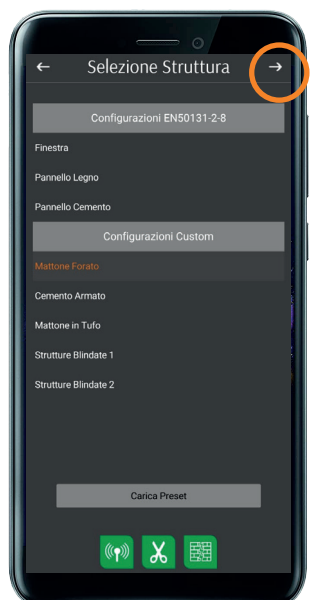 Selezione Struttura
Configurazioni EN50131-2-8
Finestra
Pannello Legno
Pannello Cemento
Configurazioni Custom
Mattone Forato
Cemento Armato
Mattone in Tufo
Strutture Blindate 1
Strutture Blindate 2
Carica Preset